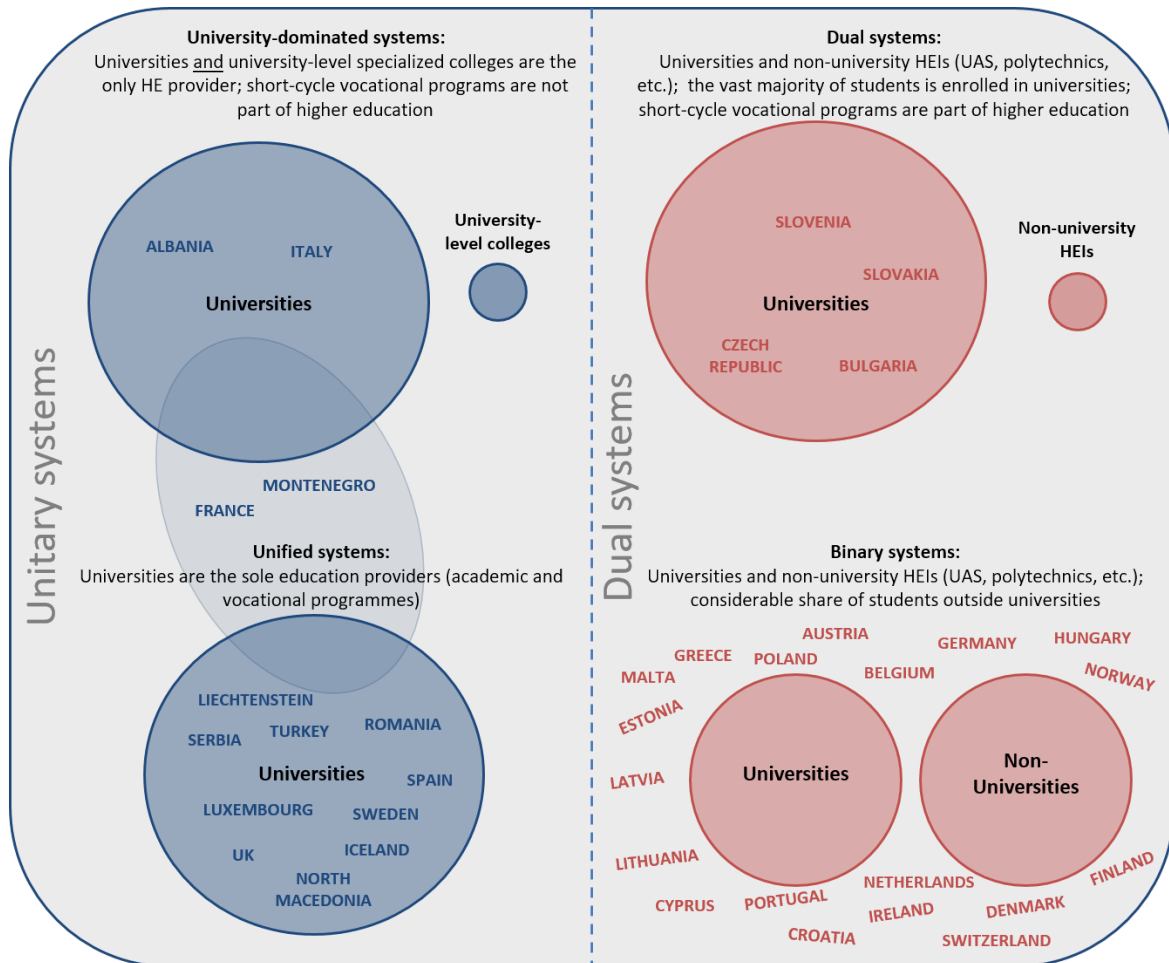 University-dominated systems:
Universities and university-level specialized colleges are the
only HE provider; short-cycle vocational programs are not
part of higher education
ALBANIA
ITALY
Universities
University-
level colleges
MONTENEGRO
FRANCE
Unitary systems
Unified systems:
Universities are the sole education providers (academic and
vocational programmes)
LIECHTENSTEIN
ROMANIA
TURKEY
SERBIA
Universities
SPAIN
LUXEMBOURG
SWEDEN
ICELAND
UK
NORTH
MACEDONIA
Dual systems:
Universities and non-university HEIs (UAS, polytechnics,
etc.);  the vast majority of students is enrolled in universities;
short-cycle vocational programs are part of higher education
SLOVENIA
SLOVAKIA
Universities
CZECH
REPUBLIC
BULGARIA
Non-university
HEIs
Dual systems
Binary systems:
Universities and non-university HEIs (UAS, polytechnics, etc.);
considerable share of students outside universities
AUSTRIA
GERMANY
HUNGARY
GREECE
POLAND
BELGIUM
NORWAY
MALTA
ESTONIA
LATVIA
Universities
Non-
Universities
LITHUANIA
FINLAND
CYPRUS
PORTUGAL
NETHERLANDS
IRELAND
DENMARK
CROATIA
SWITZERLAND